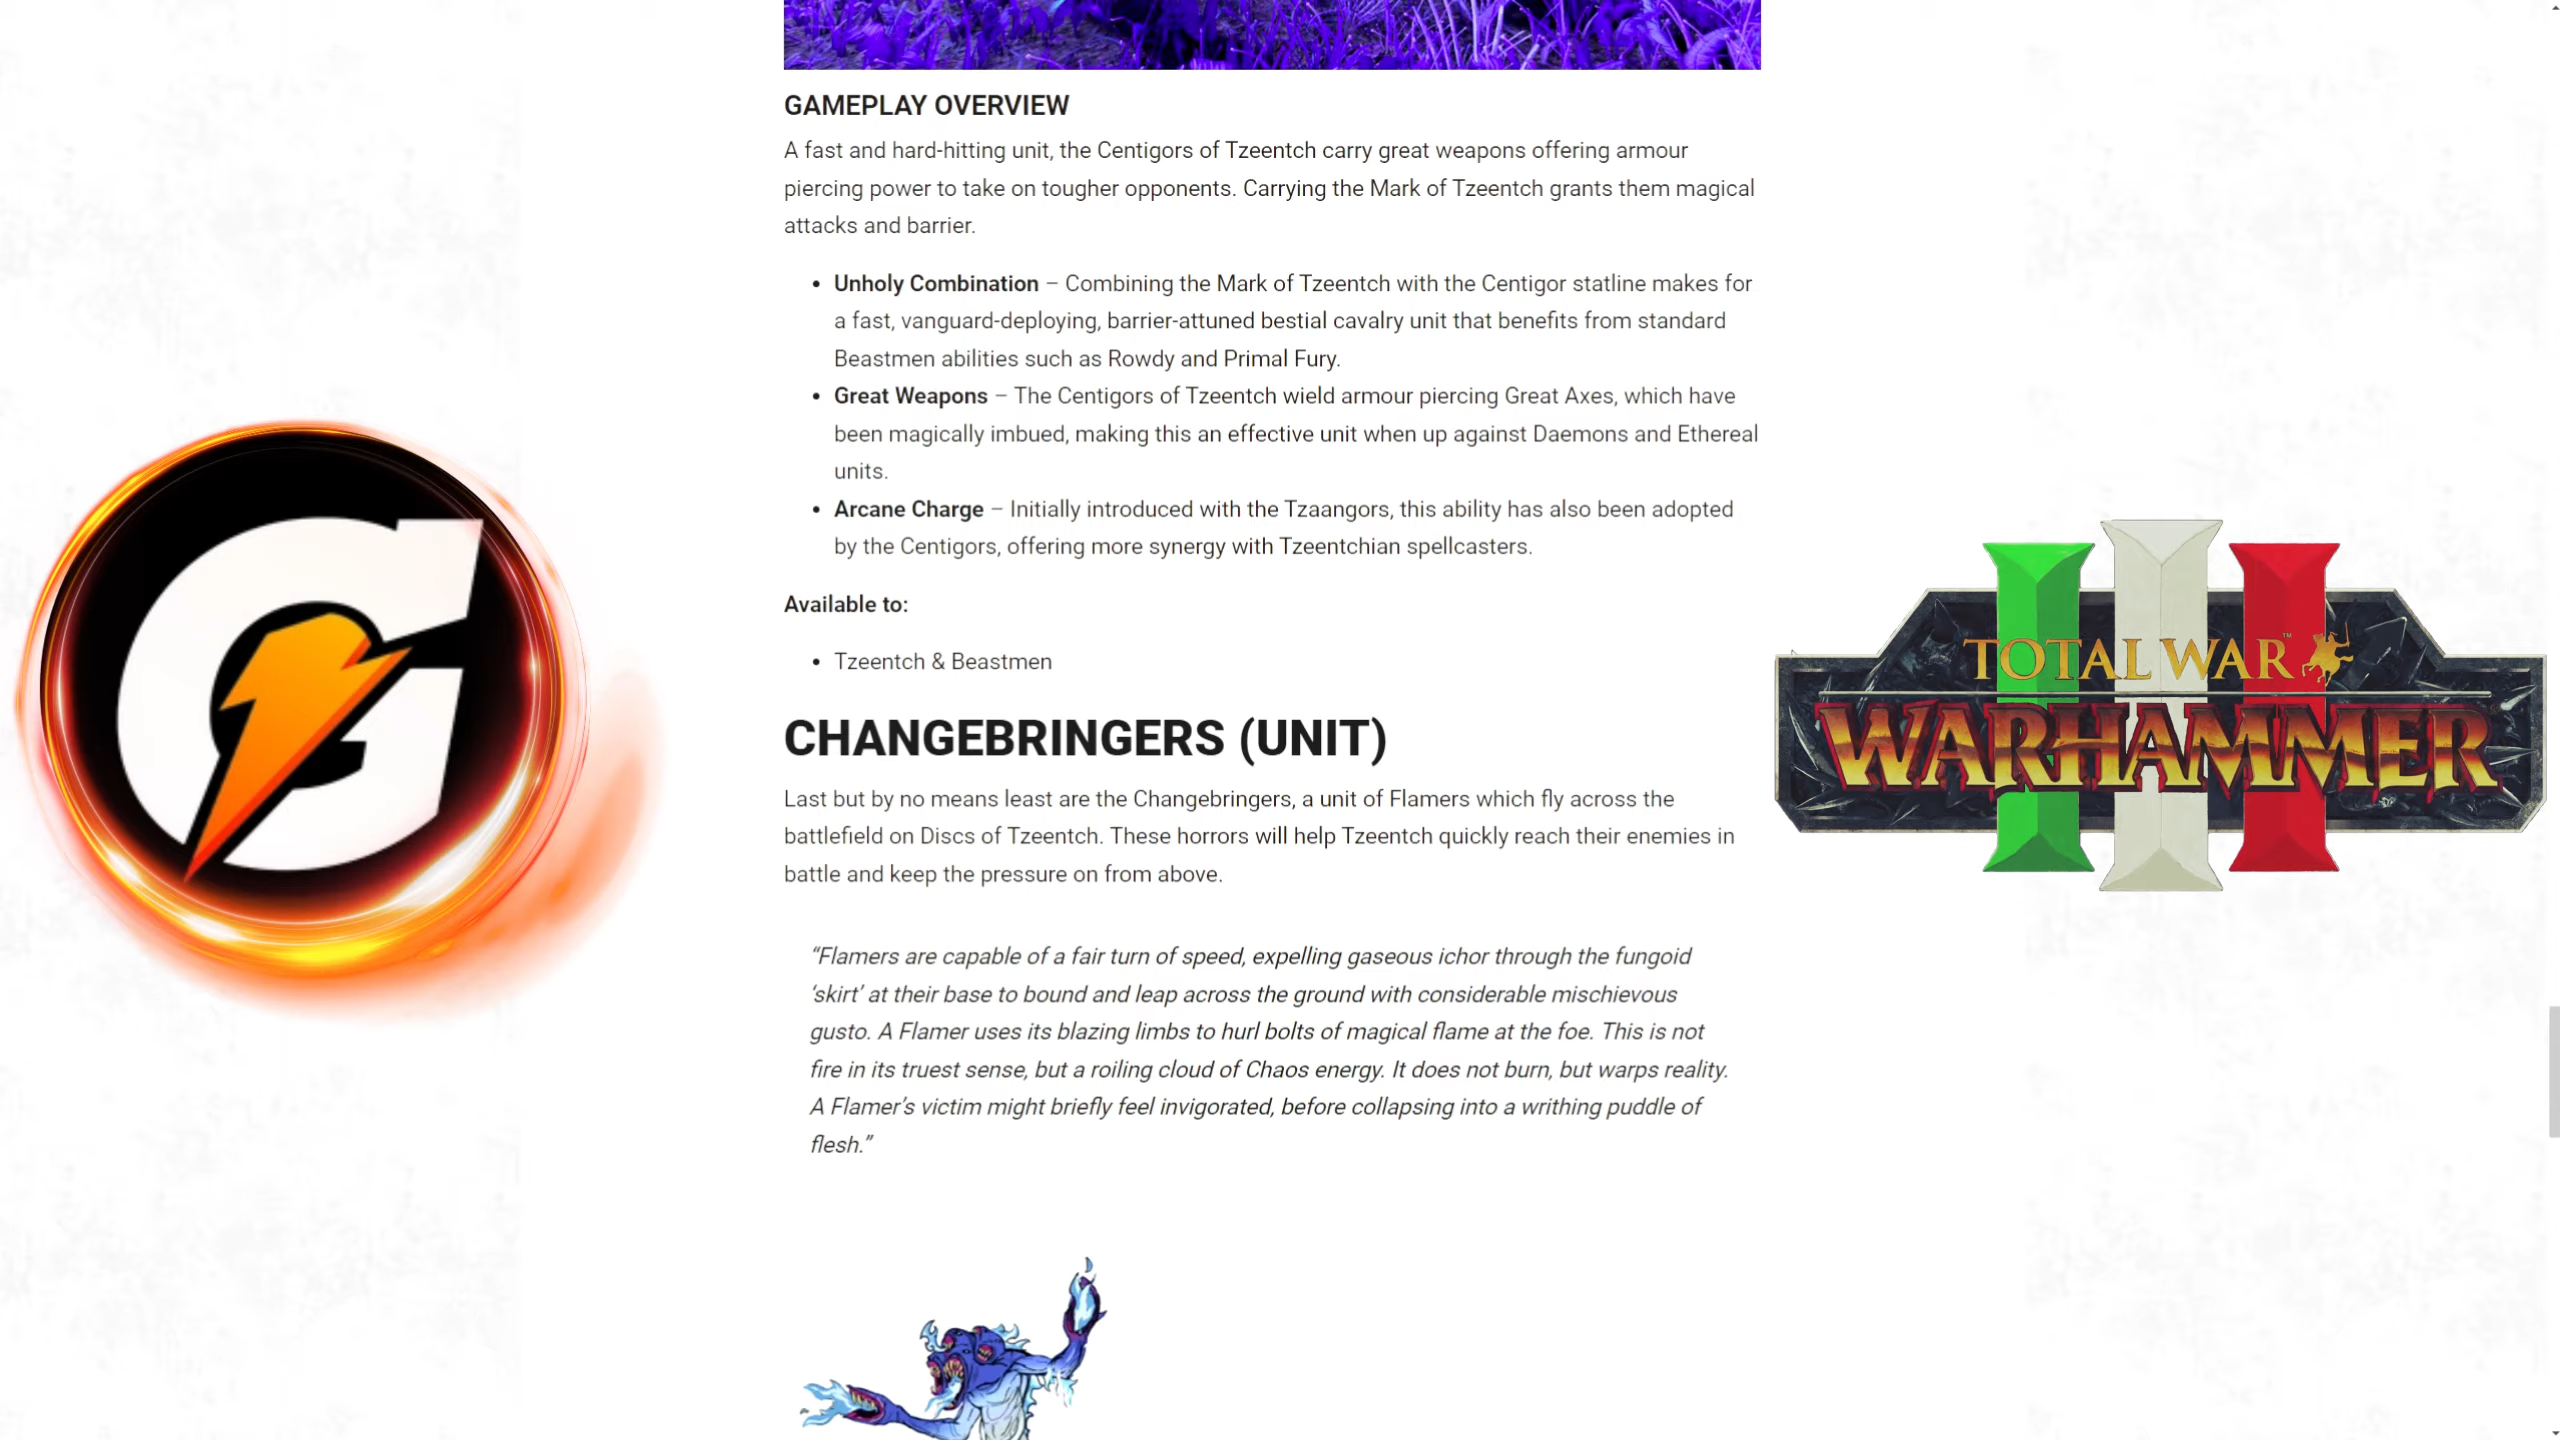 GAMEPLAY OVERVIEW
A fast and hard-hitting unit, the Centigors of Tzeentch carry great weapons offering armour
piercing power to take on tougher opponents. Carrying the Mark of Tzeentch grants them magical
attacks and barrier.
• Unholy Combination – Combining the Mark of Tzeentch with the Centigor statline makes for
a fast, vanguard-deploying, barrier-attuned bestial cavalry unit that benefits from standard
Beastmen abilities such as Rowdy and Primal Fury.
• Great Weapons – The Centigors of Tzeentch wield armour piercing Great Axes, which have
been magically imbued, making this an effective unit when up against Daemons and Ethereal
units.
• Arcane Charge – Initially introduced with the Tzaangors, this ability has also been adopted
by the Centigors, offering more synergy with Tzeentchian spellcasters.
Available to:
• Tzeentch & Beastmen
CHANGEBRINGERS (UNIT)
Last but by no means least are the Changebringers, a unit of Flamers which fly across the
battlefield on Discs of Tzeentch. These horrors will help Tzeentch quickly reach their enemies in
battle and keep the pressure on from above.
“Flamers are capable of a fair turn of speed, expelling gaseous ichor through the fungoid
‘skirt’ at their base to bound and leap across the ground with considerable mischievous
gusto. A Flamer uses its blazing limbs to hurl bolts of magical flame at the foe. This is not
fire in its truest sense, but a roiling cloud of Chaos energy. It does not burn, but warps reality.
A Flamer’s victim might briefly feel invigorated, before collapsing into a writhing puddle of
flesh.”
G
TOTAL WAR™
WARHAMMER